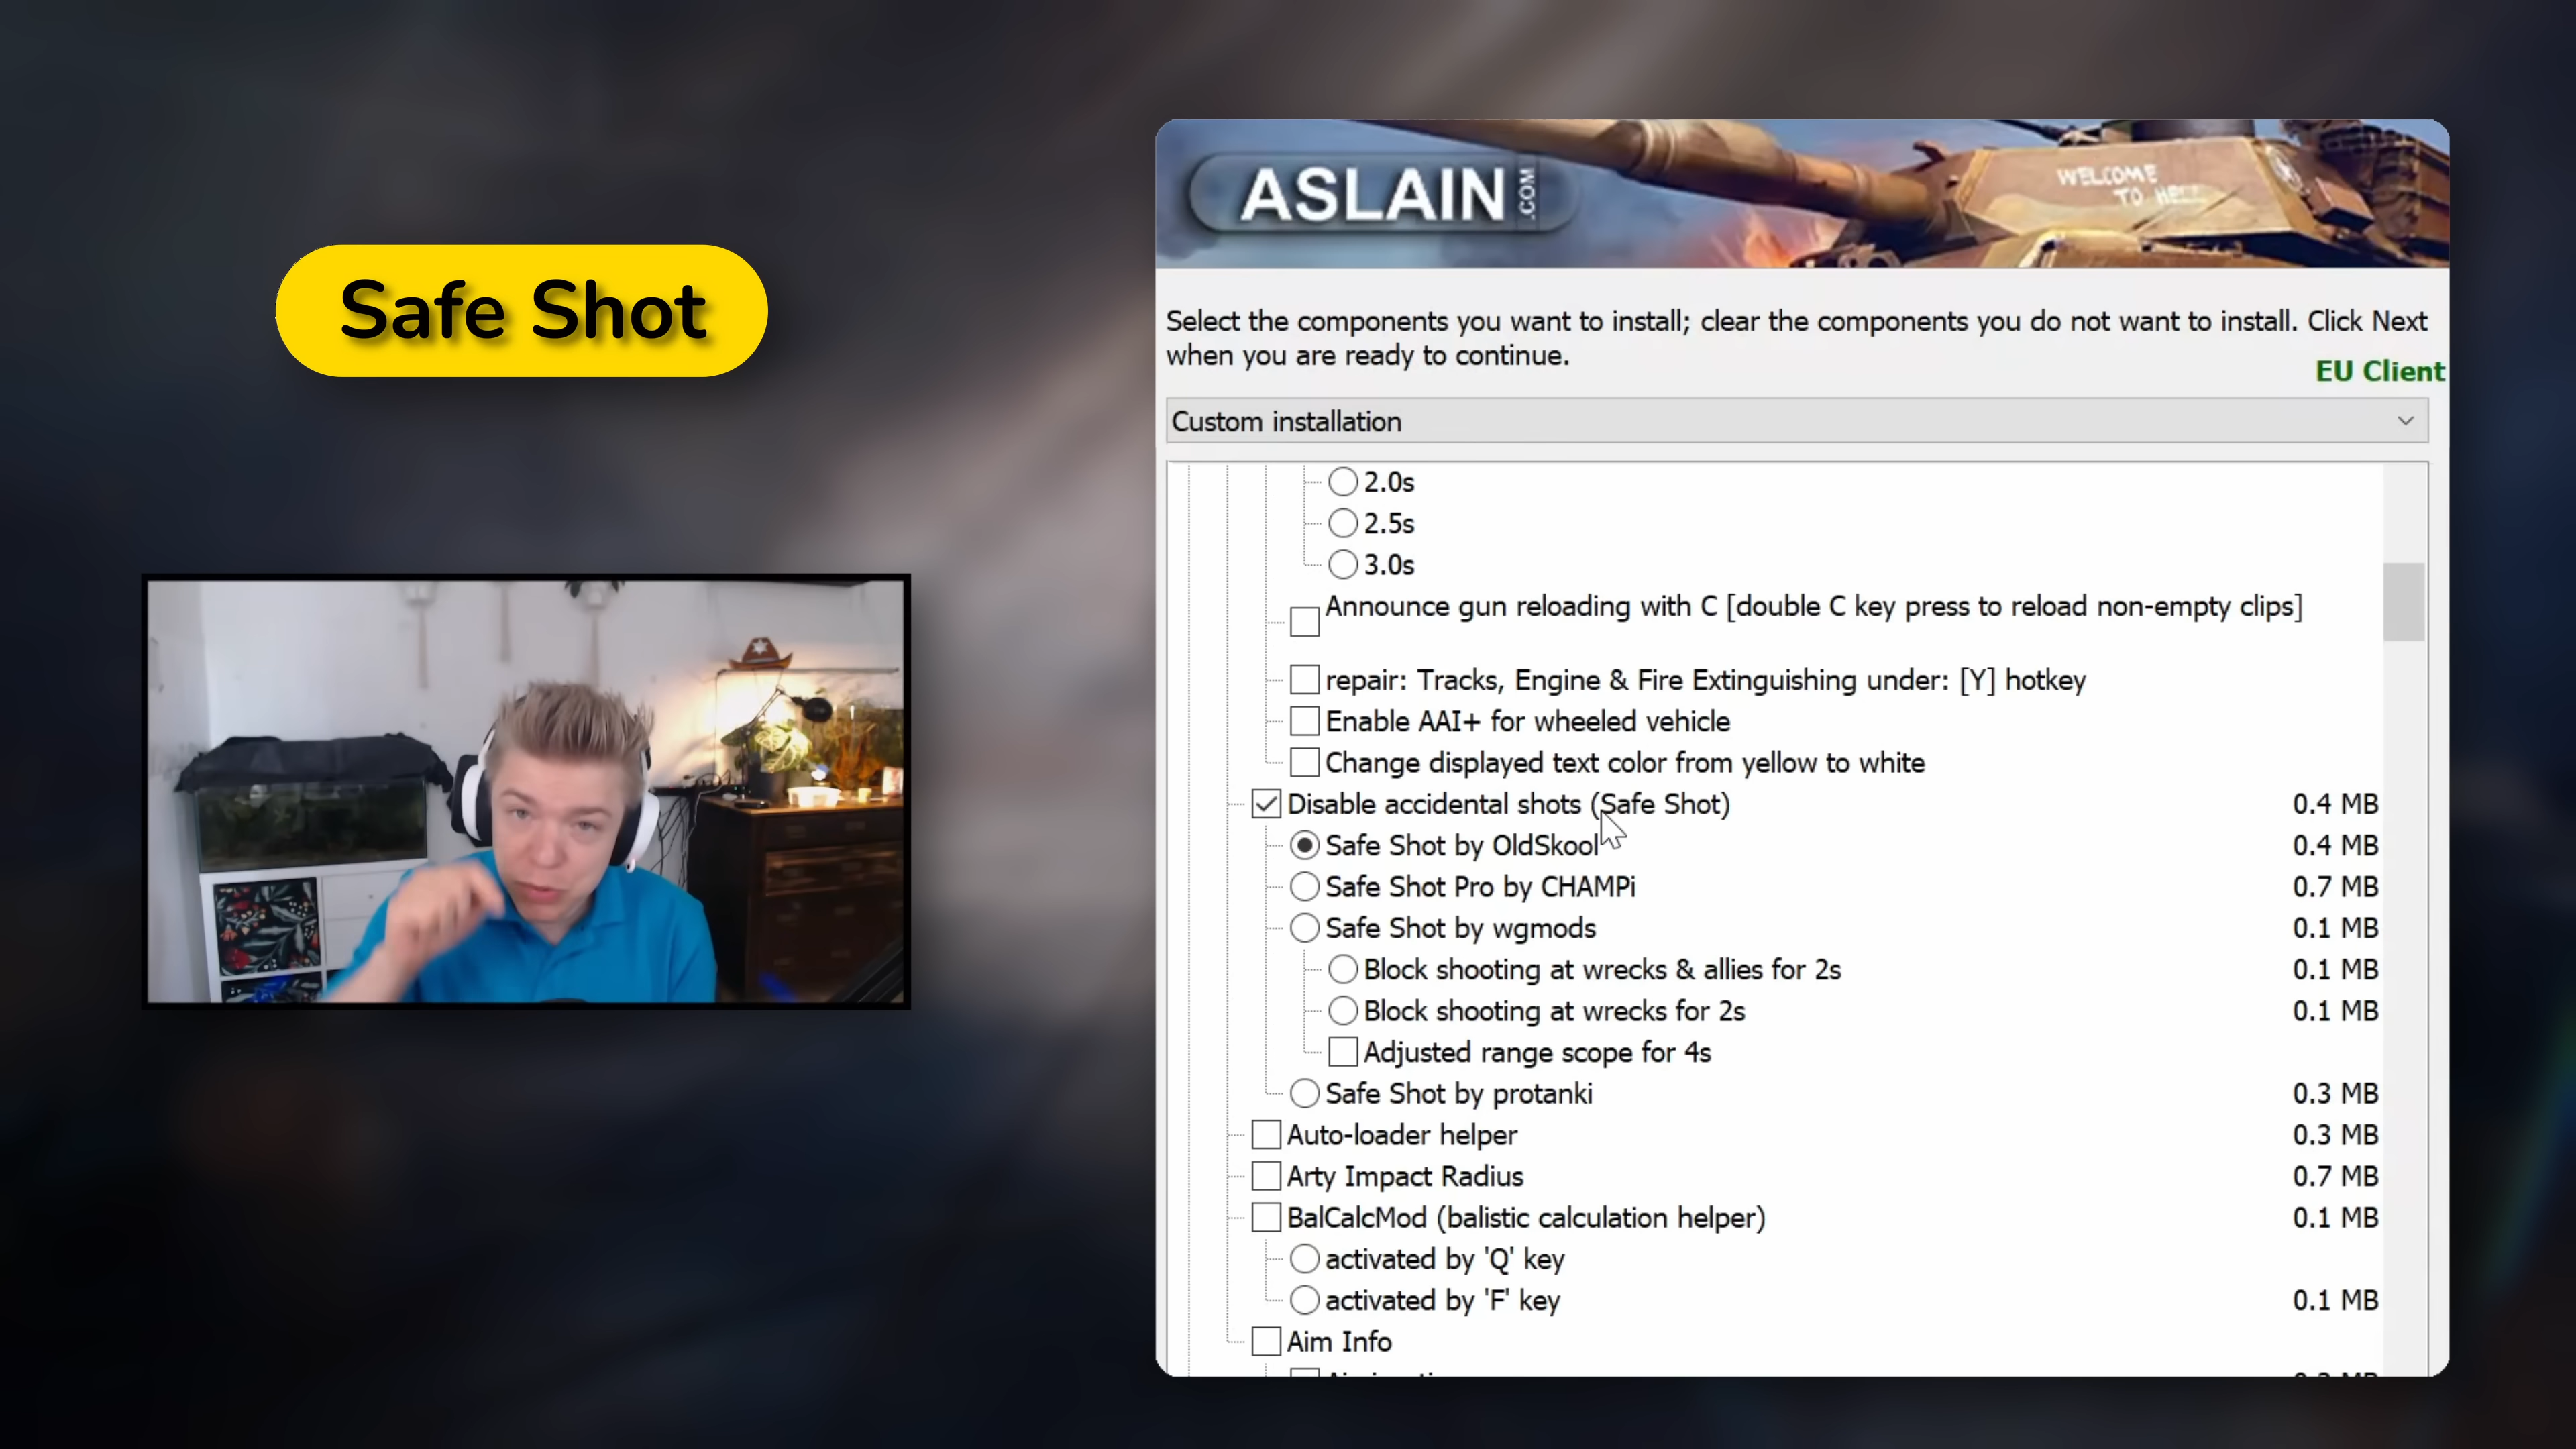 Safe Shot
ASLAIN.COM
WELCOME
TO HELL
Select the components you want to install; clear the components you do not want to install. Click Next
when you are ready to continue.
EU Client
Custom installation
2.0s
2.5s
3.0s
Announce gun reloading with C [double C key press to reload non-empty clips]
repair: Tracks, Engine & Fire Extinguishing under: [Y] hotkey
Enable AAI+ for wheeled vehicle
Change displayed text color from yellow to white
Disable accidental shots (Safe Shot) 0.4 MB
Safe Shot by OldSkool 0.4 MB
Safe Shot Pro by CHAMPi 0.7 MB
Safe Shot by wgmods 0.1 MB
Block shooting at wrecks & allies for 2s 0.1 MB
Block shooting at wrecks for 2s 0.1 MB
Adjusted range scope for 4s
Safe Shot by protanki 0.3 MB
Auto-loader helper 0.3 MB
Arty Impact Radius 0.7 MB
BalCalcMod (balistic calculation helper) 0.1 MB
activated by 'Q' key
activated by 'F' key 0.1 MB
Aim Info